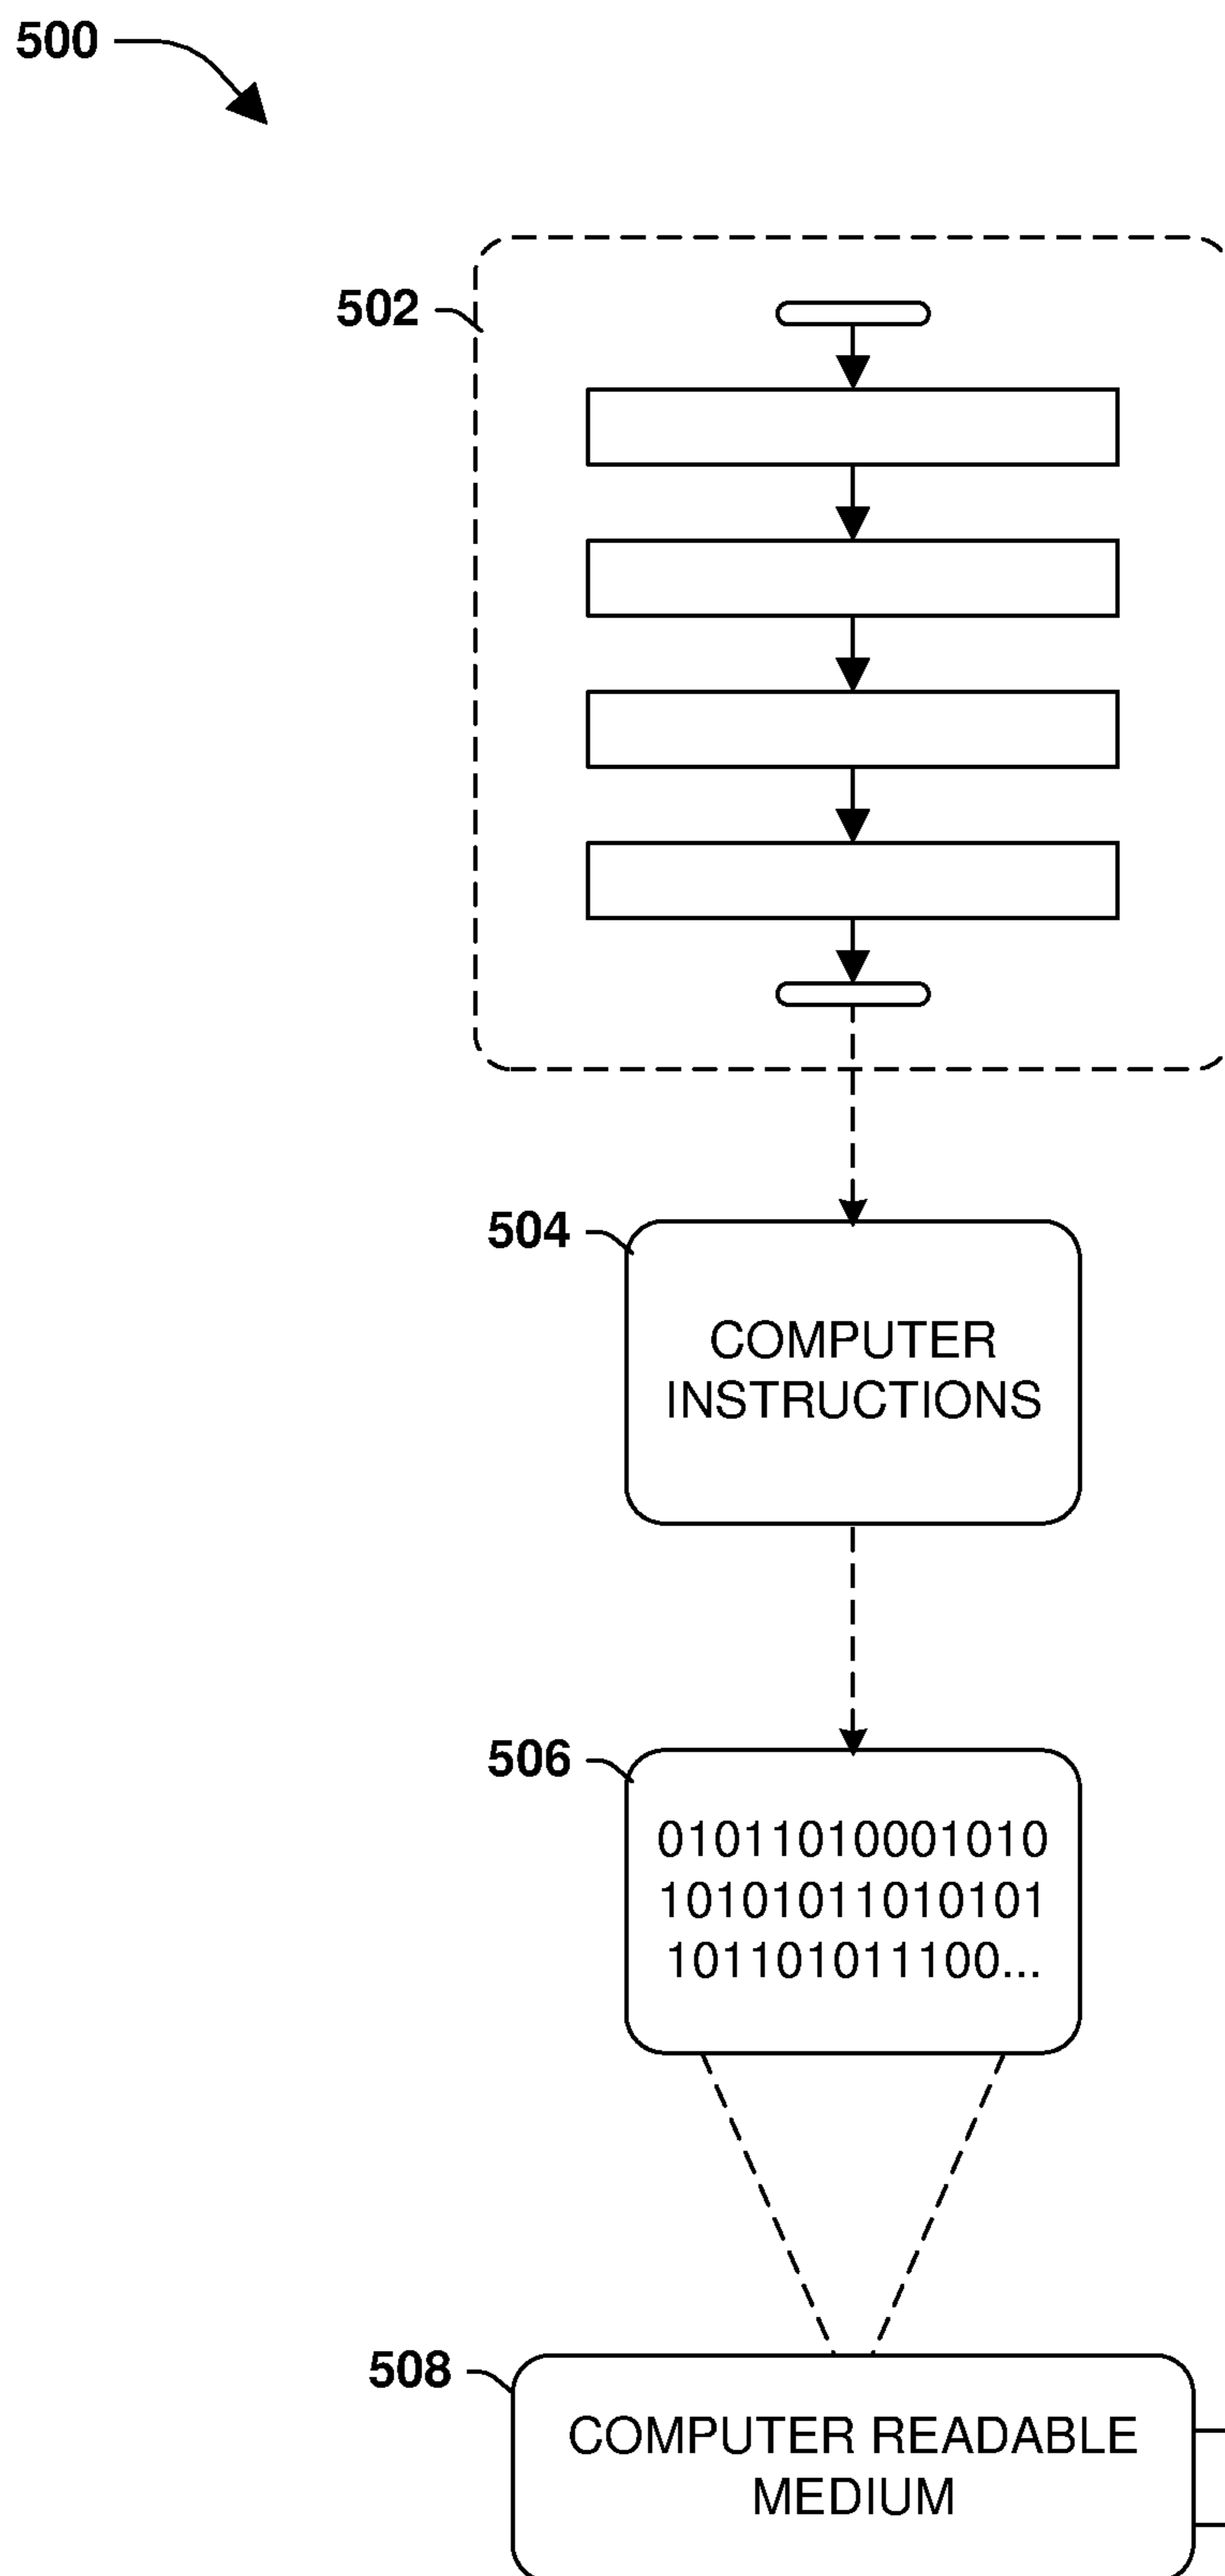 500
502
504
COMPUTER
INSTRUCTIONS
506
01011010001010
10101011010101
101101011100...
508
COMPUTER READABLE
MEDIUM